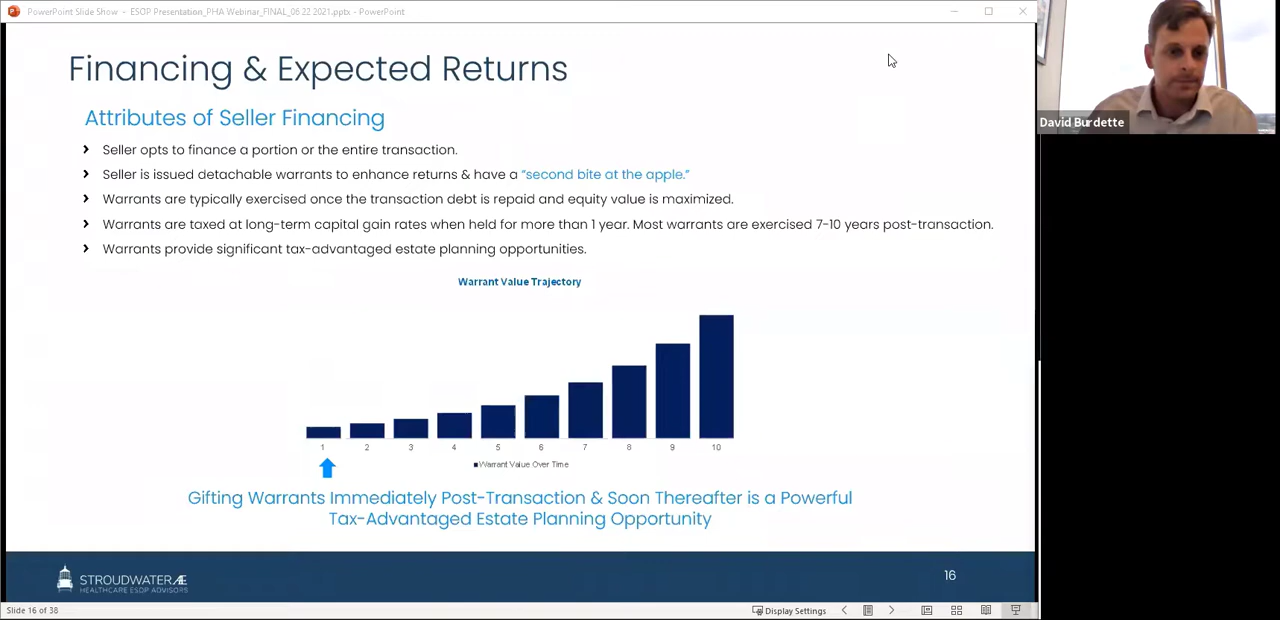 PowerPoint Slide Show - ESOP Presentation_PHA Webinar_FINAL_06 22 2021.pptx - PowerPoint
Financing & Expected Returns
Attributes of Seller Financing
Seller opts to finance a portion or the entire transaction.
Seller is issued detachable warrants to enhance returns & have a “second bite at the apple.”
Warrants are typically exercised once the transaction debt is repaid and equity value is maximized.
Warrants are taxed at long-term capital gain rates when held for more than 1 year. Most warrants are exercised 7-10 years post-transaction.
Warrants provide significant tax-advantaged estate planning opportunities.
Warrant Value Trajectory
1 2 3 4 5 6 7 8 9 10
Warrant Value Over Time
Gifting Warrants Immediately Post-Transaction & Soon Thereafter is a Powerful
Tax-Advantaged Estate Planning Opportunity
STROUDWATER AE
HEALTHCARE ESOP ADVISORS
16
Slide 16 of 38
Display Settings
David Burdette